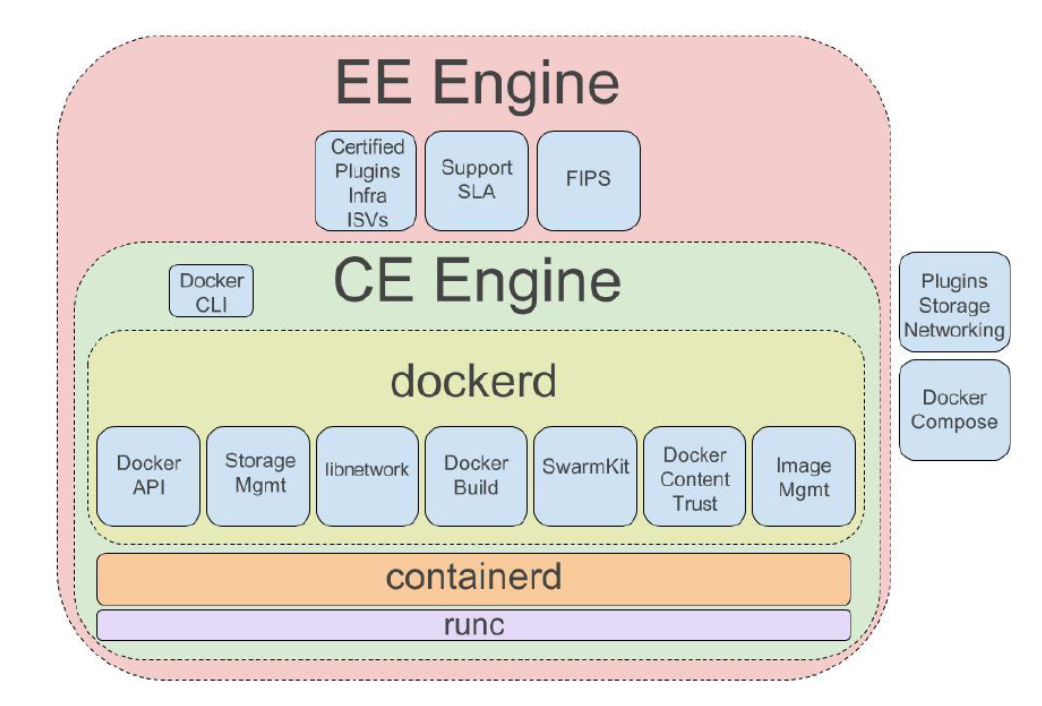 EE Engine
Certified
Plugins
Infra
ISVs
Support
SLA
FIPS
CE Engine
Docker
CLI
dockerd
Docker
API
Storage
Mgmt
libnetwork
Docker
Build
SwarmKit
Docker
Content
Trust
Image
Mgmt
containerd
runc
Plugins
Storage
Networking
Docker
Compose